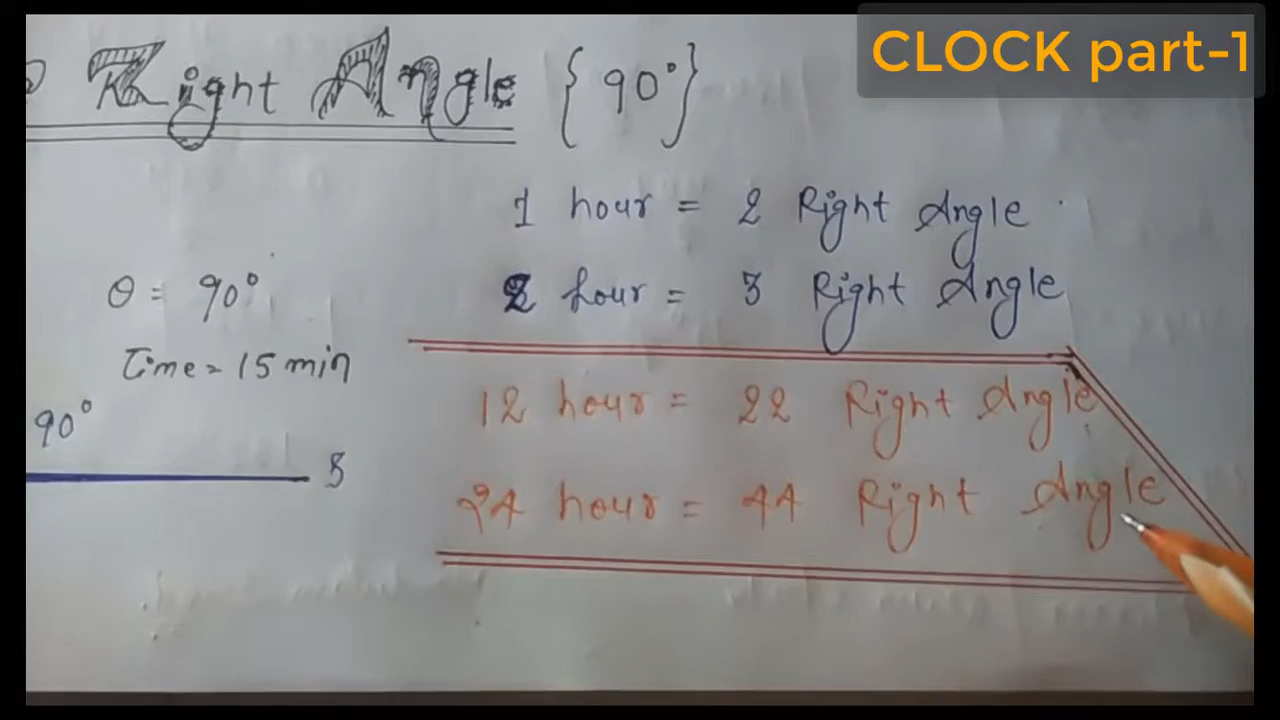 CLOCK part-1
Right Angle {90°}
1 hour = 2 Right Angle
2 hour = 3 Right Angle
θ = 90°
Time = 15 min
12 hour = 22 Right Angle
90°
3
24 hour = 44 Right Angle